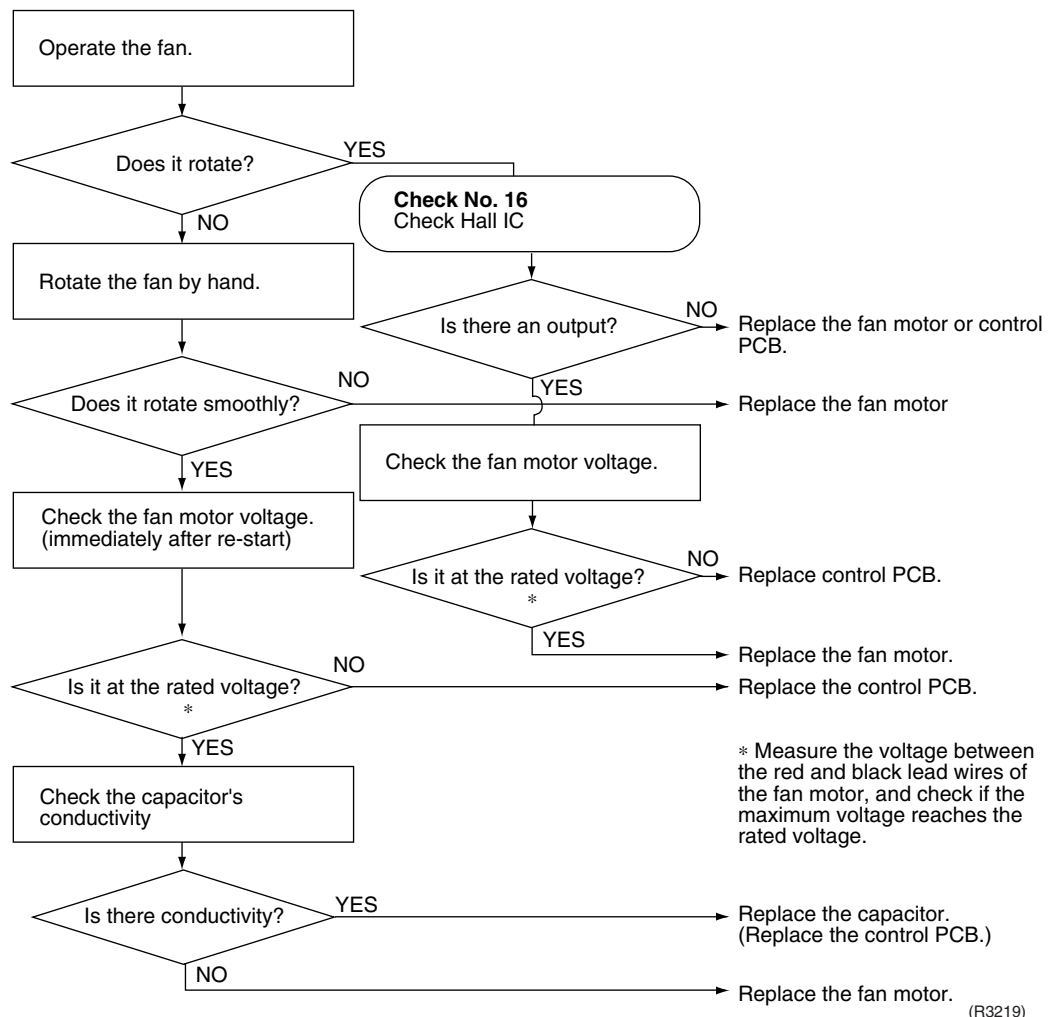 Operate the fan.
Does it rotate?
YES
NO
Check No. 16
Check Hall IC
Rotate the fan by hand.
Is there an output?
NO
Replace the fan motor or control
PCB.
YES
Does it rotate smoothly?
NO
Replace the fan motor
YES
Check the fan motor voltage.
Check the fan motor voltage.
(immediately after re-start)
Is it at the rated voltage?
*
NO
Replace control PCB.
YES
Replace the fan motor.
Is it at the rated voltage?
*
NO
Replace the control PCB.
YES
* Measure the voltage between
the red and black lead wires of
the fan motor, and check if the
maximum voltage reaches the
rated voltage.
Check the capacitor's
conductivity
Is there conductivity?
YES
Replace the capacitor.
(Replace the control PCB.)
NO
Replace the fan motor.
(R3219)